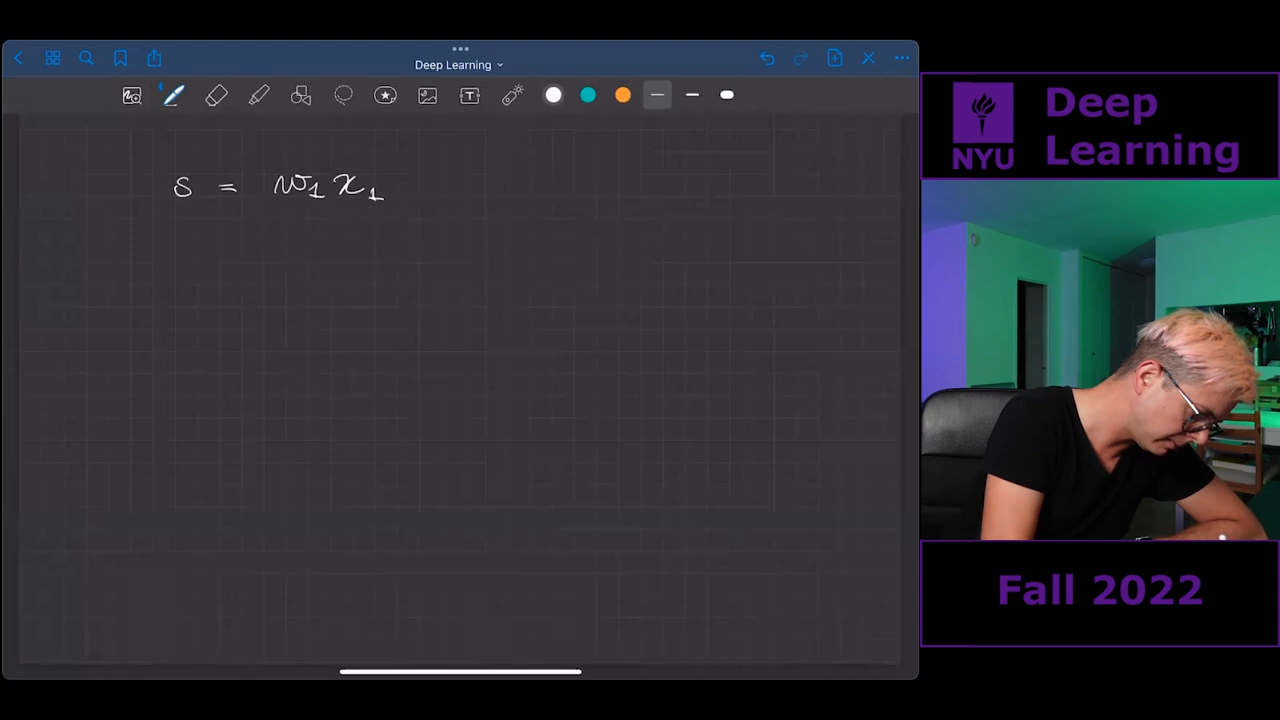 Deep Learning
s = w₁ x₁
NYU
Deep
Learning
Fall 2022